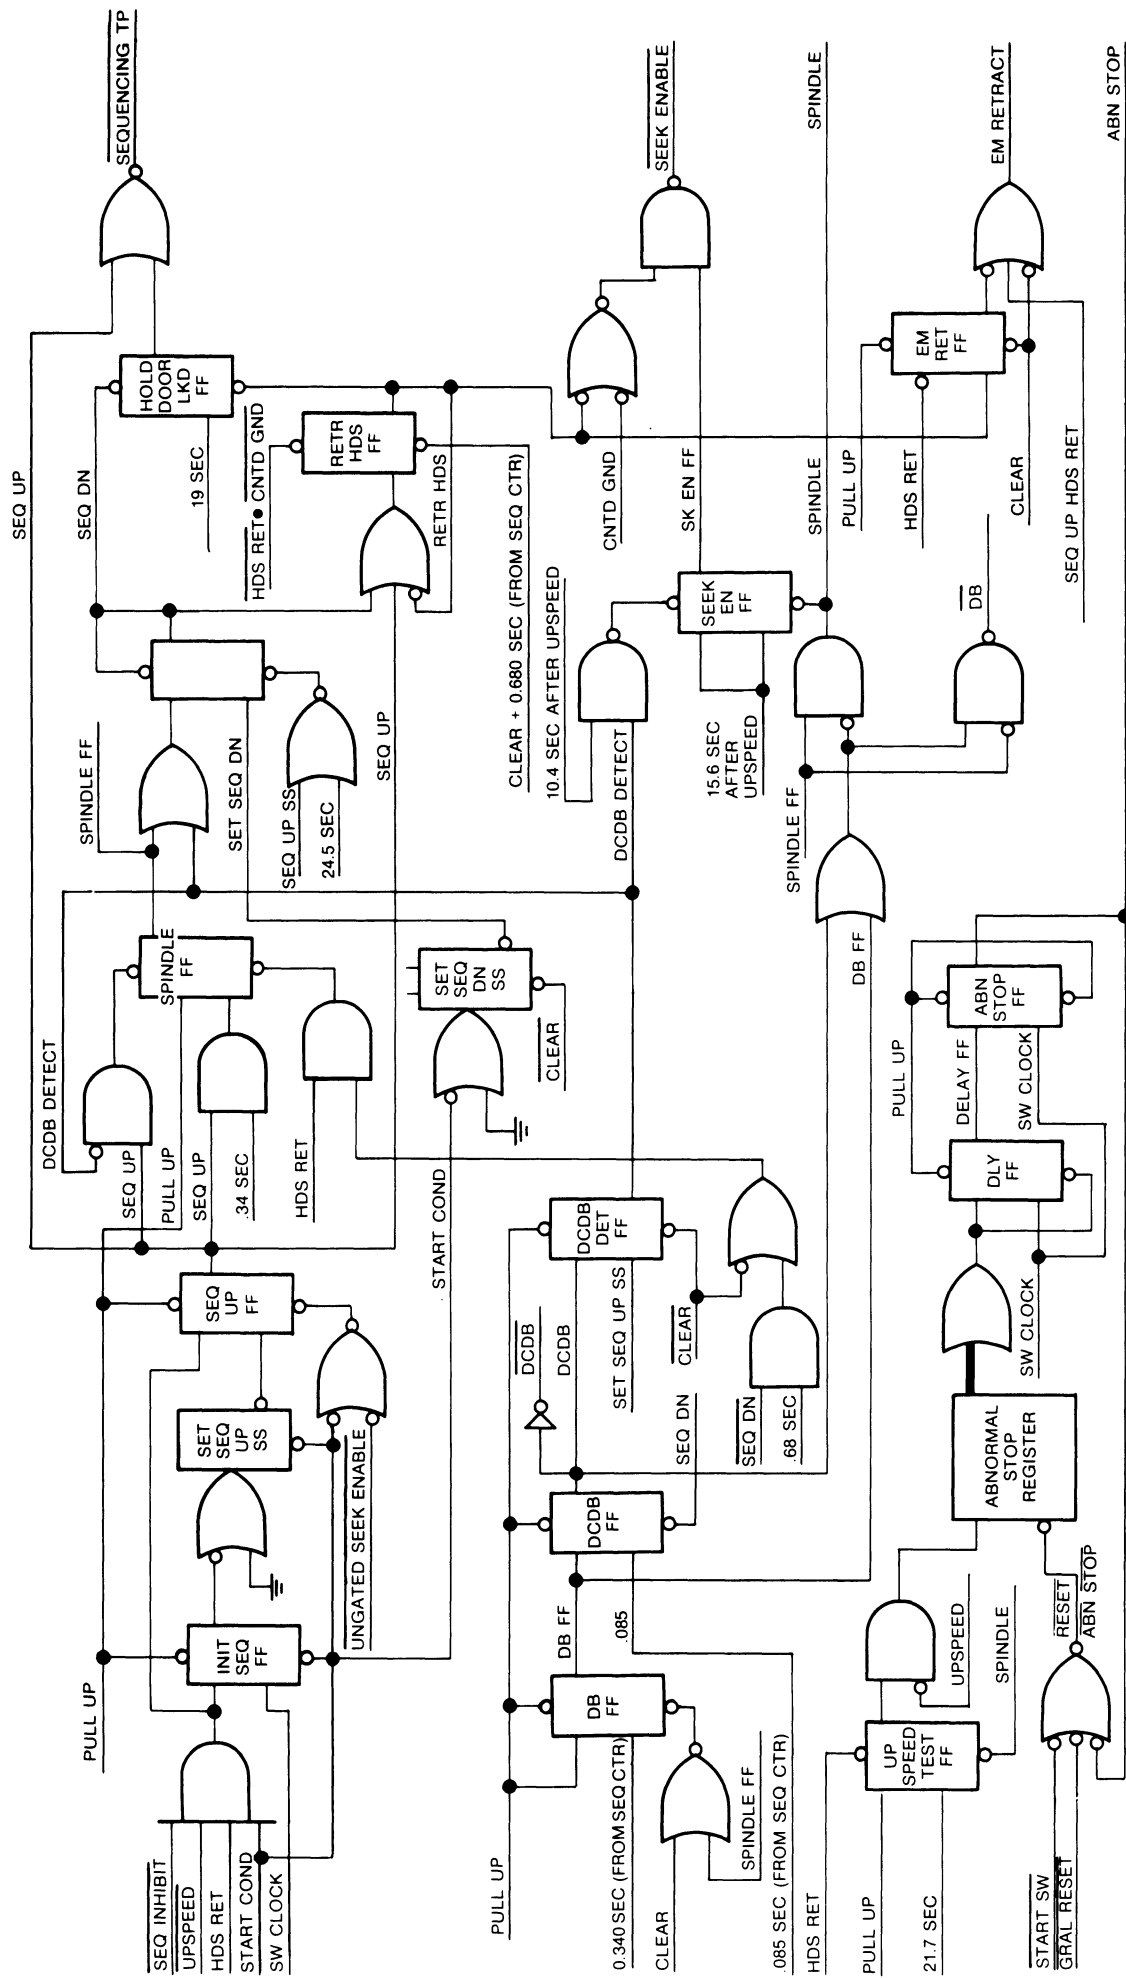 SEQ INHIBIT
UPSPEED
HDS RET
START COND
SW CLOCK
PULL UP
INIT
SEQ
FF
SET
SEQ
UP
SS
UNGATED SEEK ENABLE
SEQ
UP
FF
START COND
DCDB DETECT
SEQ UP
PULL UP
SEQ UP
.34 SEC
HDS RET
SPINDLE
FF
SET
SEQ
DN
SS
CLEAR
SPINDLE FF
SET SEQ DN
SEQ UP SS
24.5 SEC
SEQ UP
SEQ UP
SEQ DN
19 SEC
HOLD
DOOR
LKD
FF
HDS RET • CNTD GND
RETR
HDS
FF
RETR HDS
CLEAR + 0.680 SEC (FROM SEQ CTR)
SEQUENCING TP
PULL UP
0.340 SEC (FROM SEQ CTR)
CLEAR
SPINDLE FF
.085 SEC (FROM SEQ CTR)
DB
FF
DB FF
.085
DCDB
FF
SEQ DN
DCDB
DCDB
SET SEQ UP SS
CLEAR
SEQ DN
.68 SEC
DCDB
DET
FF
10.4 SEC AFTER UPSPEED
DCDB DETECT
15.6 SEC
AFTER
UPSPEED
SEEK
EN
FF
SK EN FF
CNTD GND
SEEK ENABLE
DB FF
SPINDLE FF
DB
SPINDLE
SPINDLE
PULL UP
HDS RET
CLEAR
SEQ UP HDS RET
EM
RET
FF
EM RETRACT
HDS RET
PULL UP
21.7 SEC
UP
SPEED
TEST
FF
UPSPEED
SPINDLE
START SW
GRAL RESET
RESET
ABN STOP
ABNORMAL
STOP
REGISTER
SW CLOCK
DLY
FF
PULL UP
DELAY FF
SW CLOCK
ABN
STOP
FF
ABN STOP